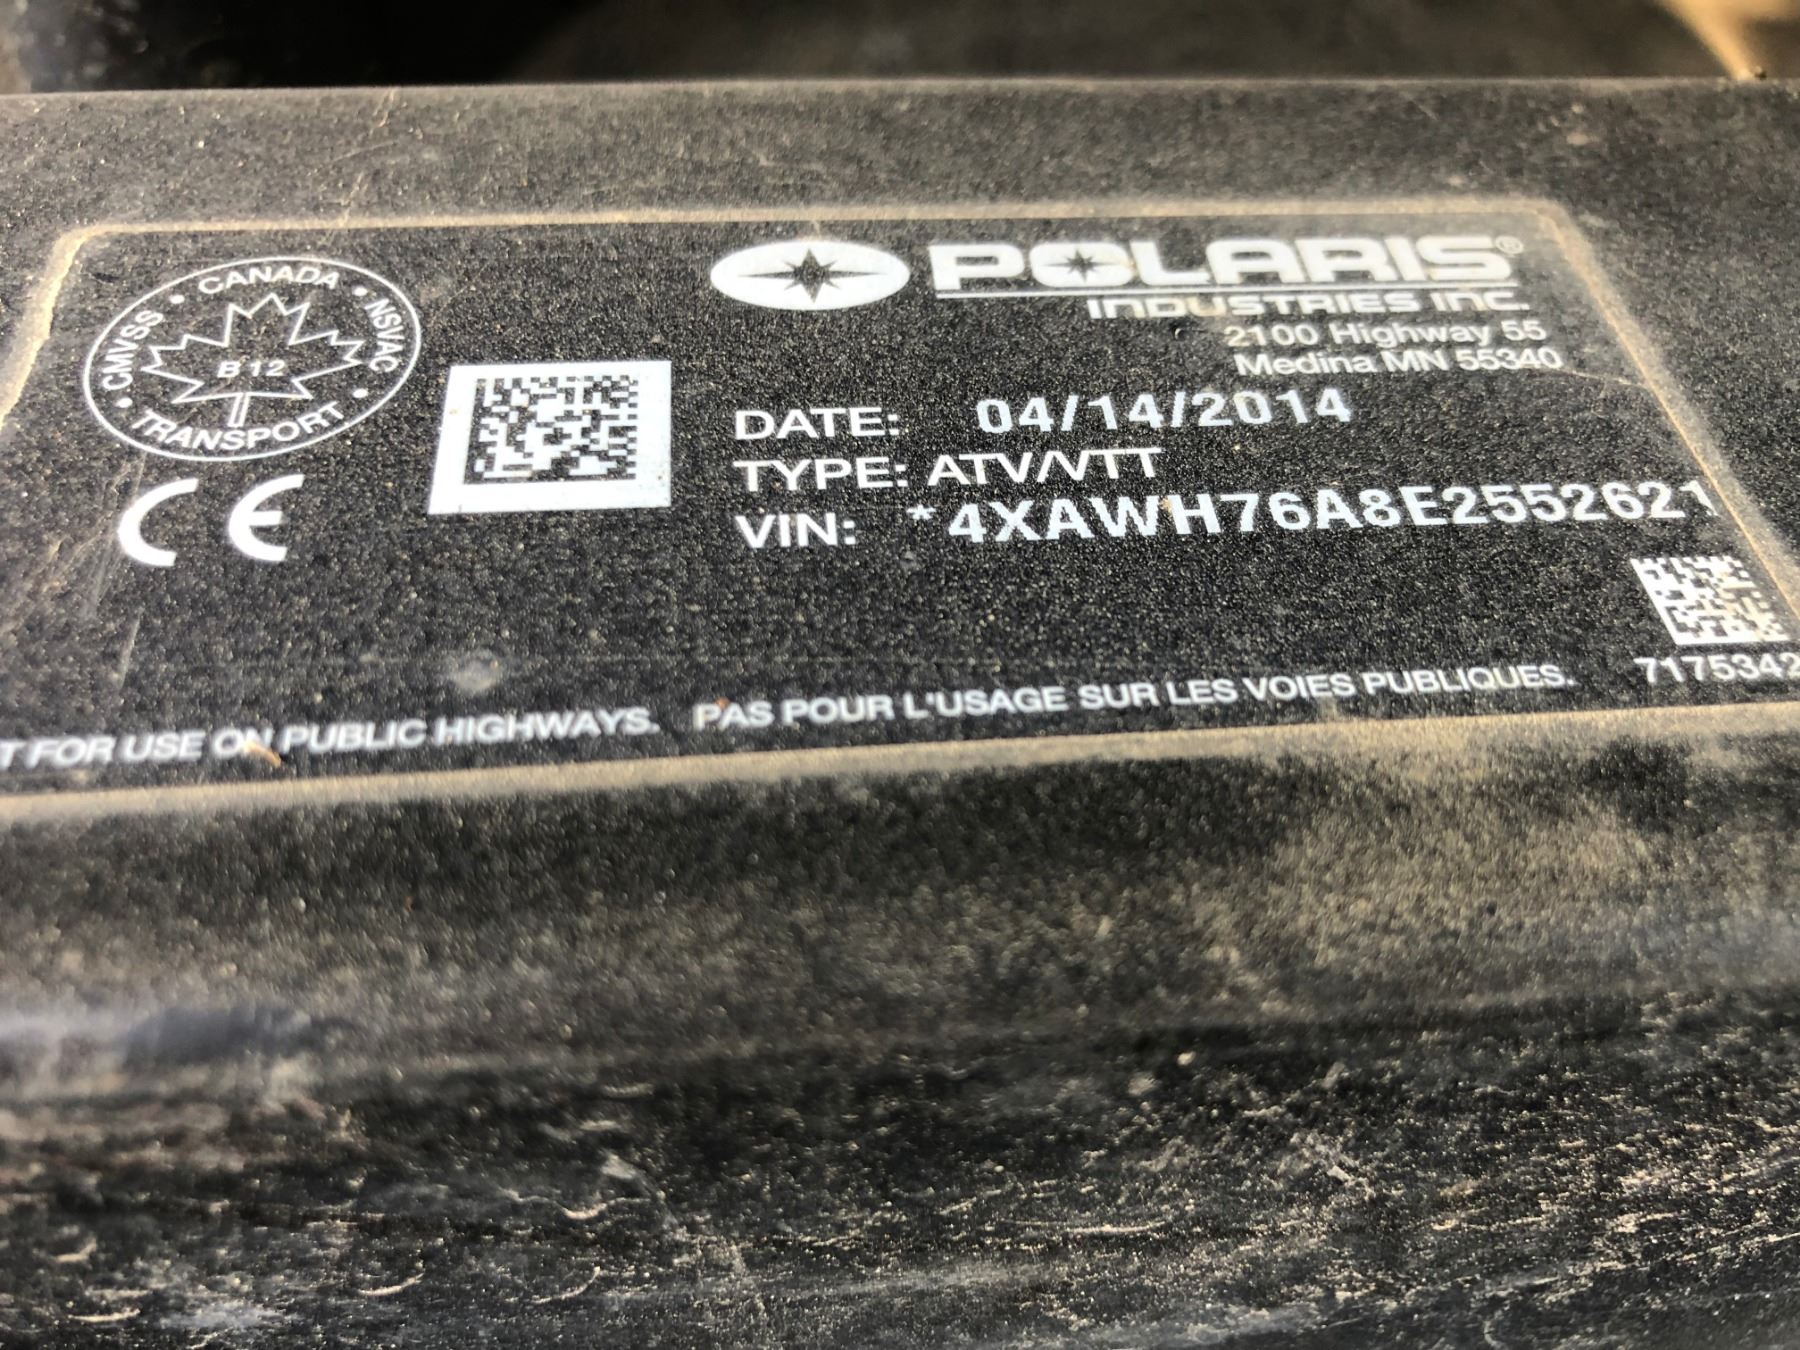 CANADA
CMVSS
NSVAC
B12
TRANSPORT
CE
POLARIS®
INDUSTRIES INC.
2100 Highway 55
Medina MN 55340
DATE: 04/14/2014
TYPE: ATV/VTT
VIN: *4XAWH76A8E2552621
7175342
T FOR USE ON PUBLIC HIGHWAYS. PAS POUR L'USAGE SUR LES VOIES PUBLIQUES.